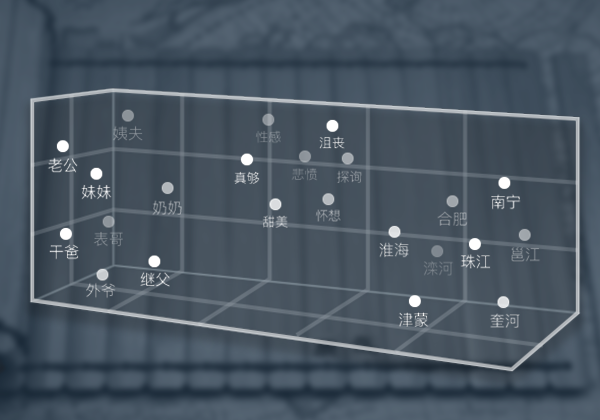 姨夫
性感
沮丧
老公
真够
悲愤
探询
妹妹
奶奶
甜美
怀想
合肥
南宁
干爸
表哥
淮海
滦河
珠江
邕江
外爷
继父
津蒙
奎河